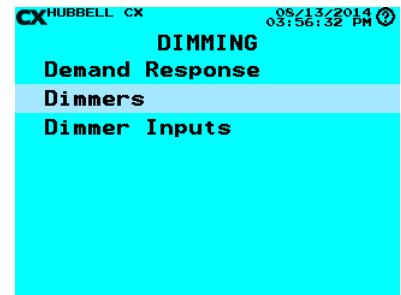 CX HUBBELL CX 08/13/2014
03:56:32 PM ?
DIMMING
Demand Response
Dimmers
Dimmer Inputs